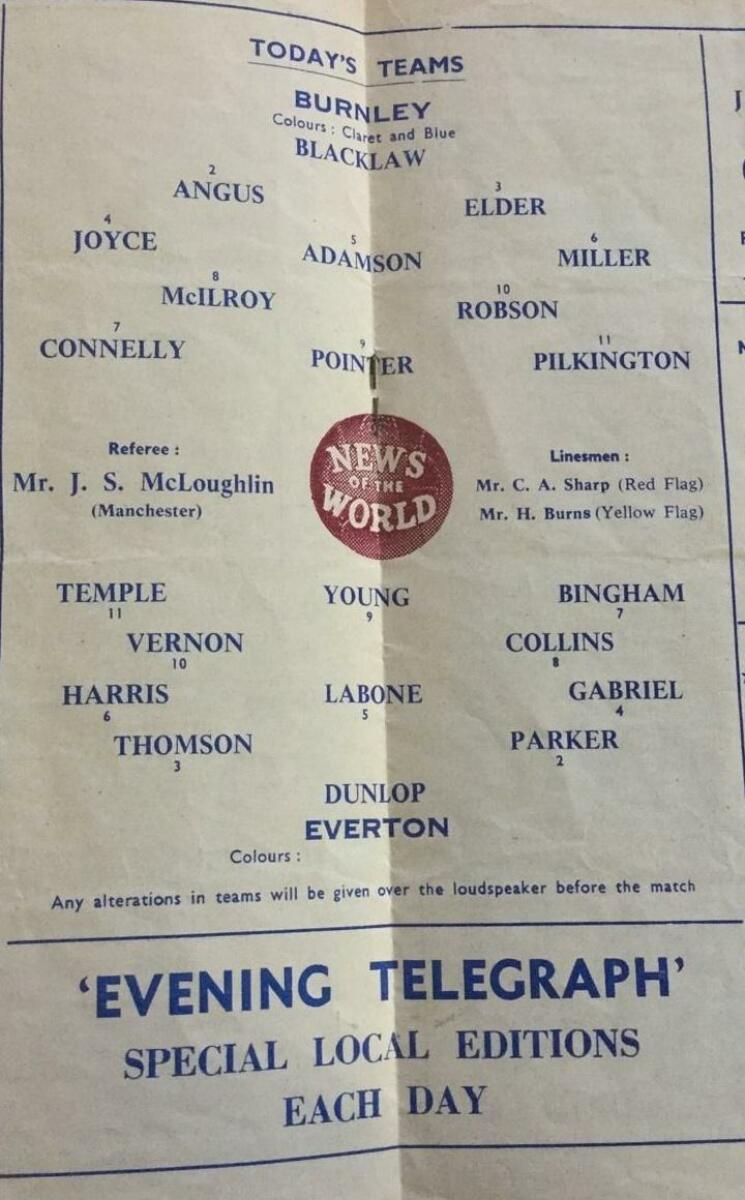 TODAY'S TEAMS
BURNLEY
Colours : Claret and Blue
BLACKLAW
2 3
ANGUS ELDER
4 5 6
JOYCE ADAMSON MILLER
8 10
McILROY ROBSON
7 9 11
CONNELLY POINTER PILKINGTON
Referee :
Mr. J. S. McLoughlin
(Manchester)
NEWS
OF THE
WORLD
Linesmen :
Mr. C. A. Sharp (Red Flag)
Mr. H. Burns (Yellow Flag)
TEMPLE YOUNG BINGHAM
11 9 7
VERNON COLLINS
10 8
HARRIS LABONE GABRIEL
6 5 4
THOMSON PARKER
3 2
DUNLOP
EVERTON
Colours :
Any alterations in teams will be given over the loudspeaker before the match
'EVENING TELEGRAPH'
SPECIAL LOCAL EDITIONS
EACH DAY